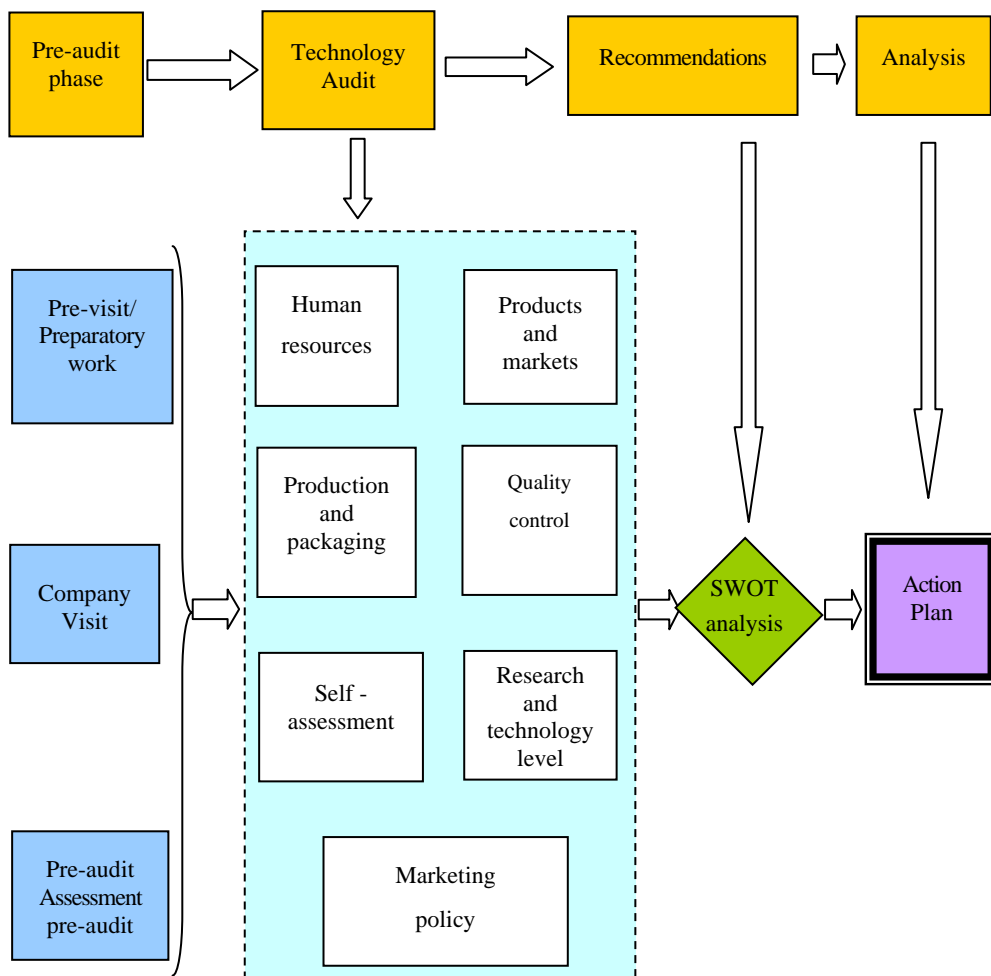 Pre-audit
phase
Technology
Audit
Recommendations
Analysis
Pre-visit/
Preparatory
work
Human
resources
Products
and
markets
Production
and
packaging
Quality
control
Company
Visit
SWOT
analysis
Action
Plan
Self -
assessment
Research
and
technology
level
Pre-audit
Assessment
pre-audit
Marketing
policy